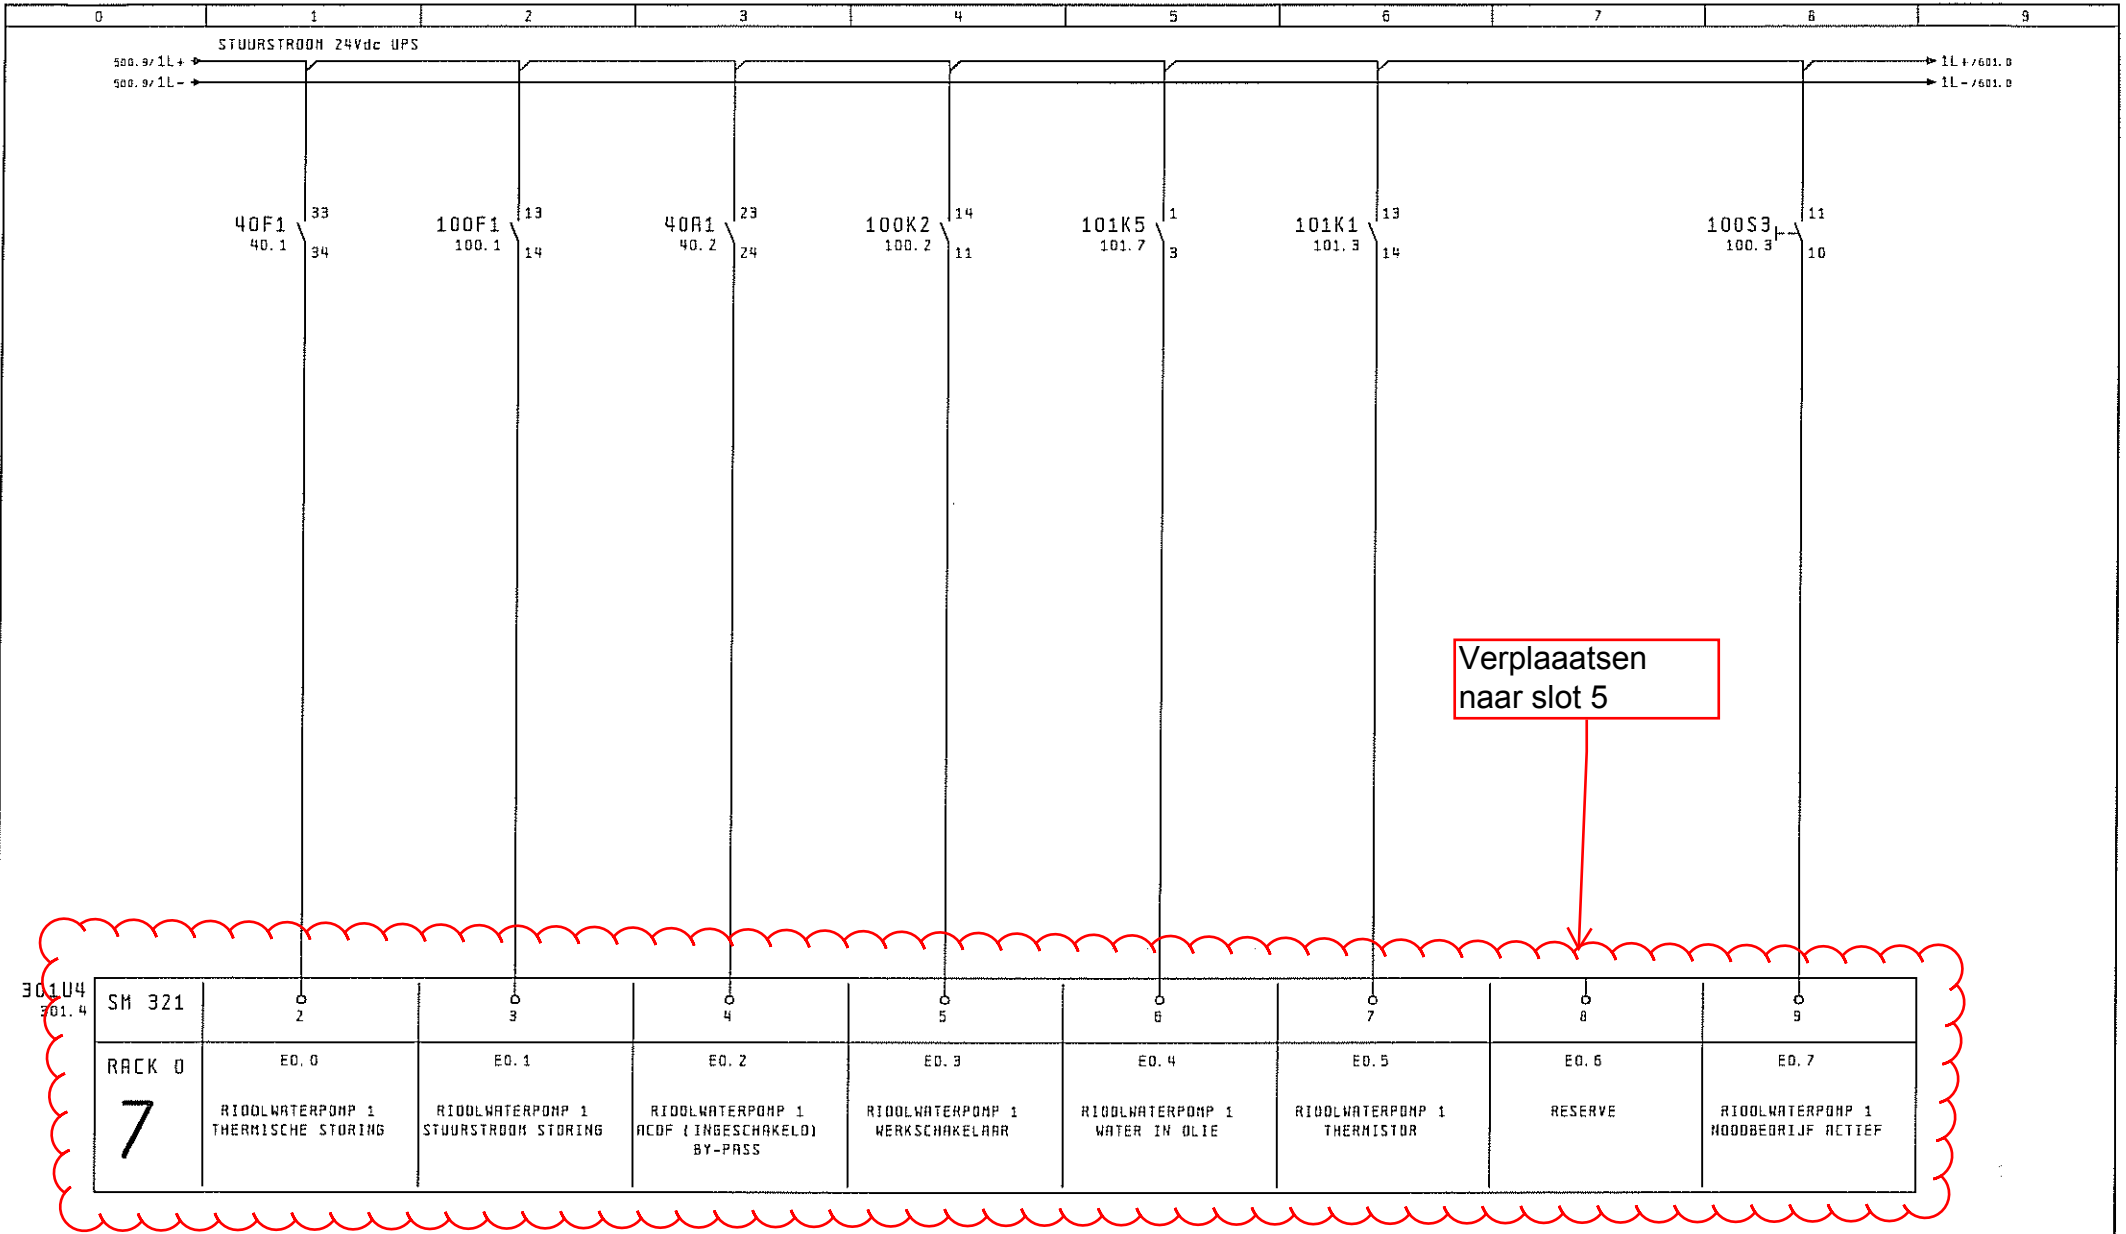 0 1 2 3 4 5 6 7 8 9
STUURSTROOM 24Vdc UPS
500.9/1L+ 1L+/601.0
500.9/1L- 1L-/601.0
40F1 33
40.1 34
100F1 13
100.1 14
40A1 23
40.2 24
100K2 14
100.2 11
101K5 1
101.7 3
101K1 13
101.3 14
100S3 11
100.3 10
Verplaaatsen
naar slot 5
301U4
301.4
SM 321 2 3 4 5 6 7 8 9
RACK 0
7
E0.0
RIOOLWATERPOMP 1
THERMISCHE STORING
E0.1
RIOOLWATERPOMP 1
STUURSTROOM STORING
E0.2
RIOOLWATERPOMP 1
ACOF (INGESCHAKELD)
BY-PASS
E0.3
RIOOLWATERPOMP 1
WERKSCHAKELAAR
E0.4
RIOOLWATERPOMP 1
WATER IN OLIE
E0.5
RIOOLWATERPOMP 1
THERMISTOR
E0.6
RESERVE
E0.7
RIOOLWATERPOMP 1
NOODBEDRIJF ACTIEF